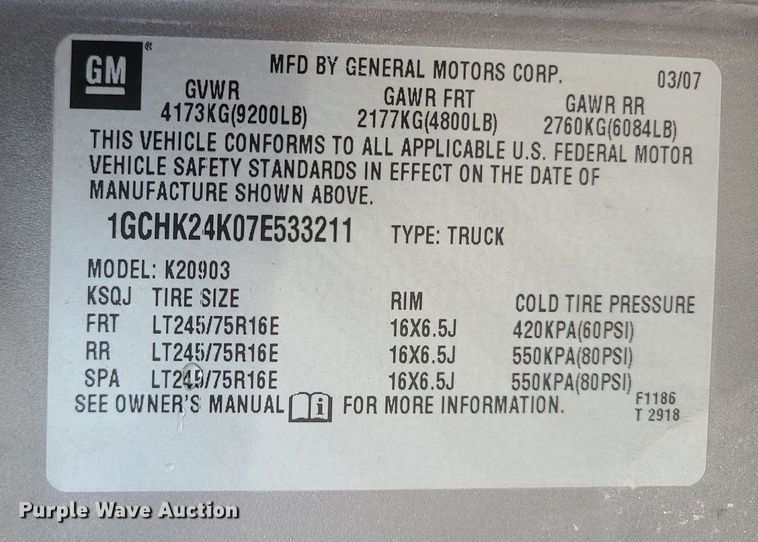 GM
MFD BY GENERAL MOTORS CORP. 03/07
GVWR GAWR FRT GAWR RR
4173KG(9200LB) 2177KG(4800LB) 2760KG(6084LB)
THIS VEHICLE CONFORMS TO ALL APPLICABLE U.S. FEDERAL MOTOR
VEHICLE SAFETY STANDARDS IN EFFECT ON THE DATE OF
MANUFACTURE SHOWN ABOVE.
1GCHK24K07E533211 TYPE: TRUCK
MODEL: K20903
KSQJ TIRE SIZE RIM COLD TIRE PRESSURE
FRT LT245/75R16E 16X6.5J 420KPA(60PSI)
RR LT245/75R16E 16X6.5J 550KPA(80PSI)
SPA LT245/75R16E 16X6.5J 550KPA(80PSI)
SEE OWNER'S MANUAL i FOR MORE INFORMATION. F1186
T 2918
Purple Wave Auction